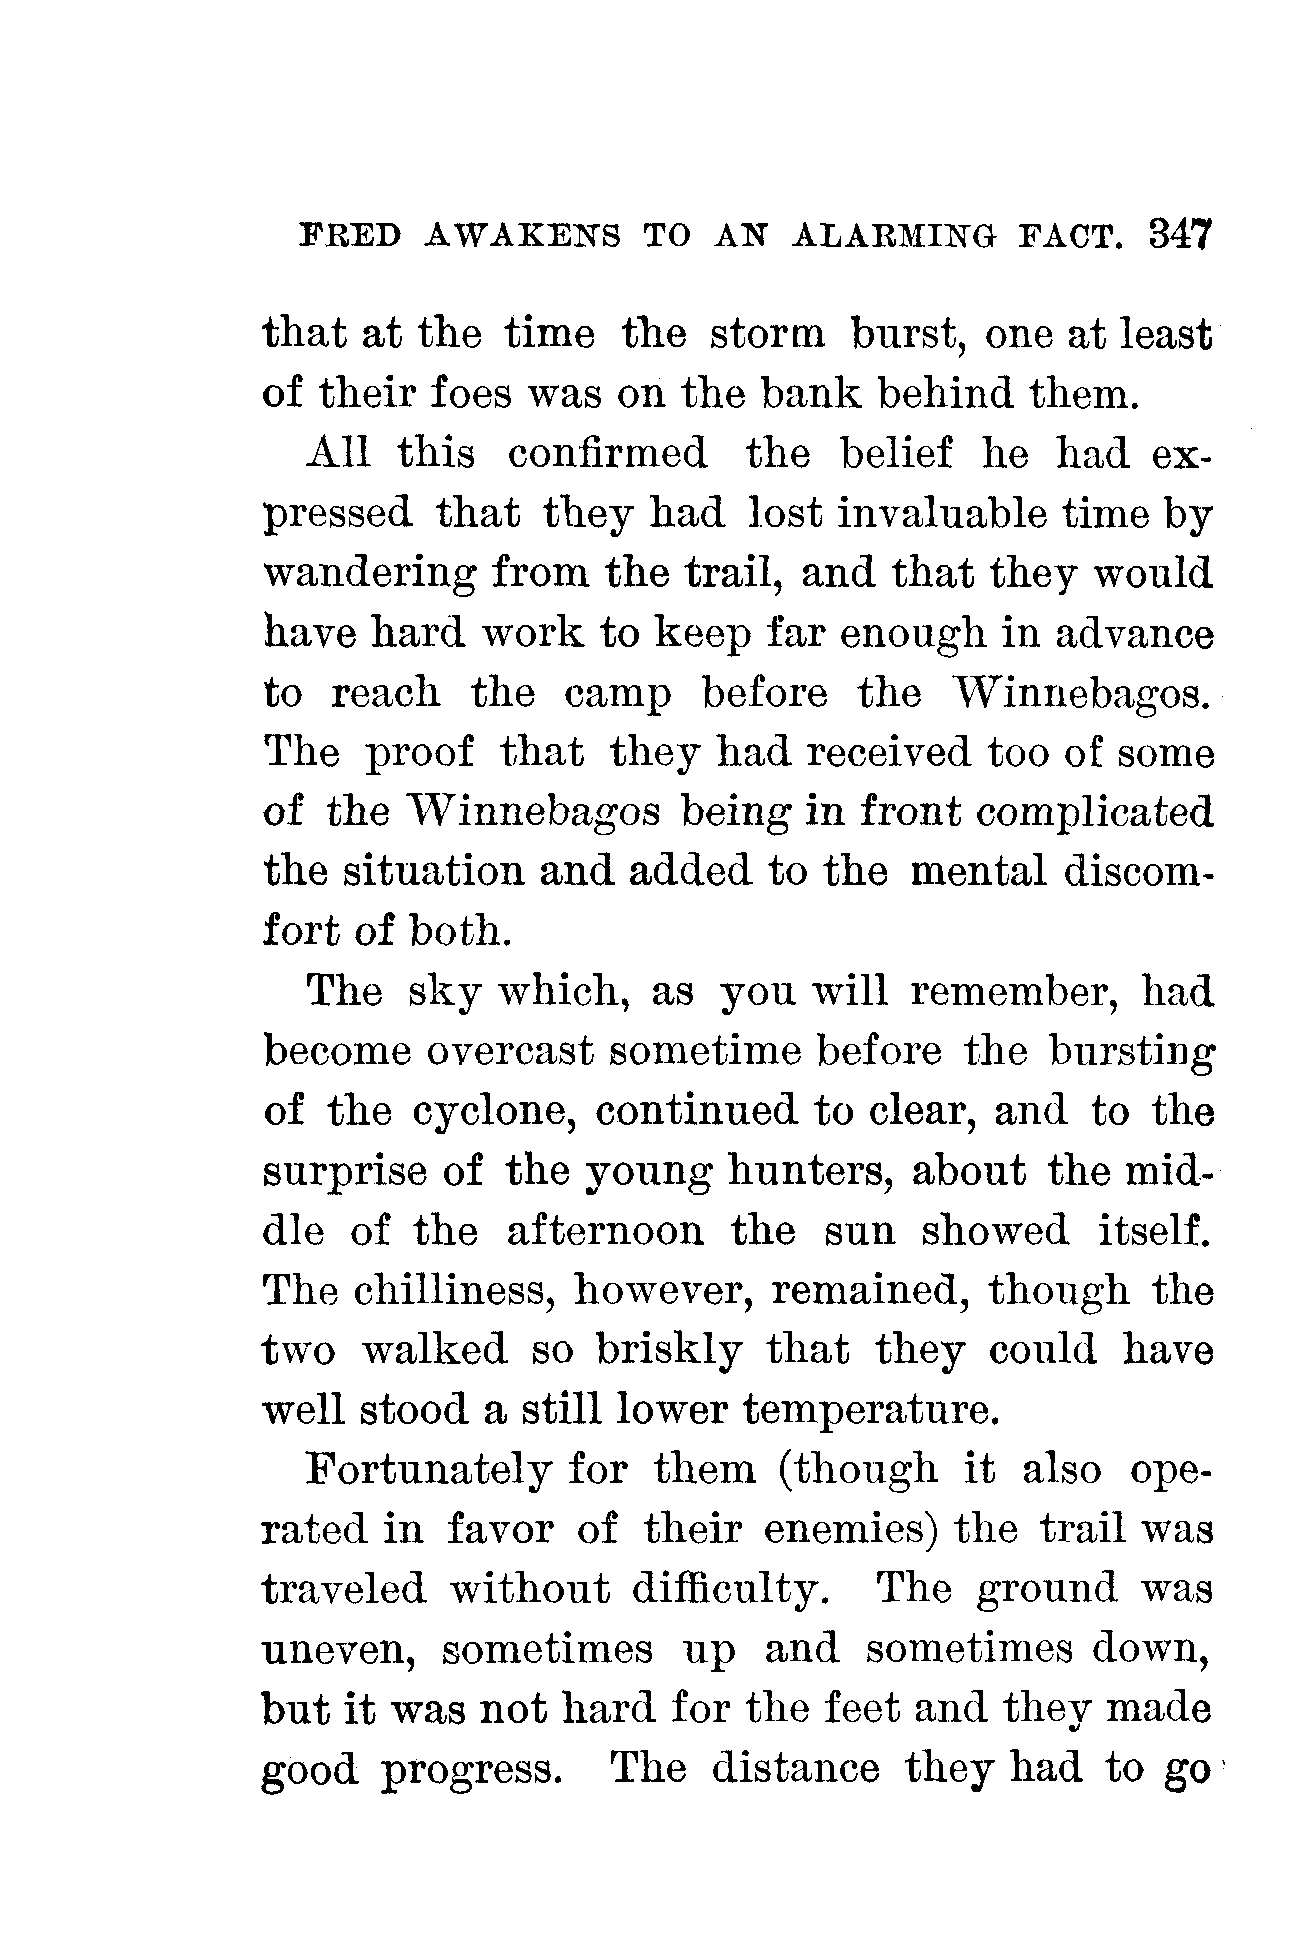 FRED AWAKENS TO AN ALARMING FACT. 347
that at the time the storm burst, one at least
of their foes was on the bank behind them.
All this confirmed the belief he had ex-
pressed that they had lost invaluable time by
wandering from the trail, and that they would
have hard work to keep far enough in advance
to reach the camp before the Winnebagos.
The proof that they had received too of some
of the Winnebagos being in front complicated
the situation and added to the mental discom-
fort of both.
The sky which, as you will remember, had
become overcast sometime before the bursting
of the cyclone, continued to clear, and to the
surprise of the young hunters, about the mid-
dle of the afternoon the sun showed itself.
The chilliness, however, remained, though the
two walked so briskly that they could have
well stood a still lower temperature.
Fortunately for them (though it also ope-
rated in favor of their enemies) the trail was
traveled without difficulty. The ground was
uneven, sometimes up and sometimes down,
but it was not hard for the feet and they made
good progress. The distance they had to go